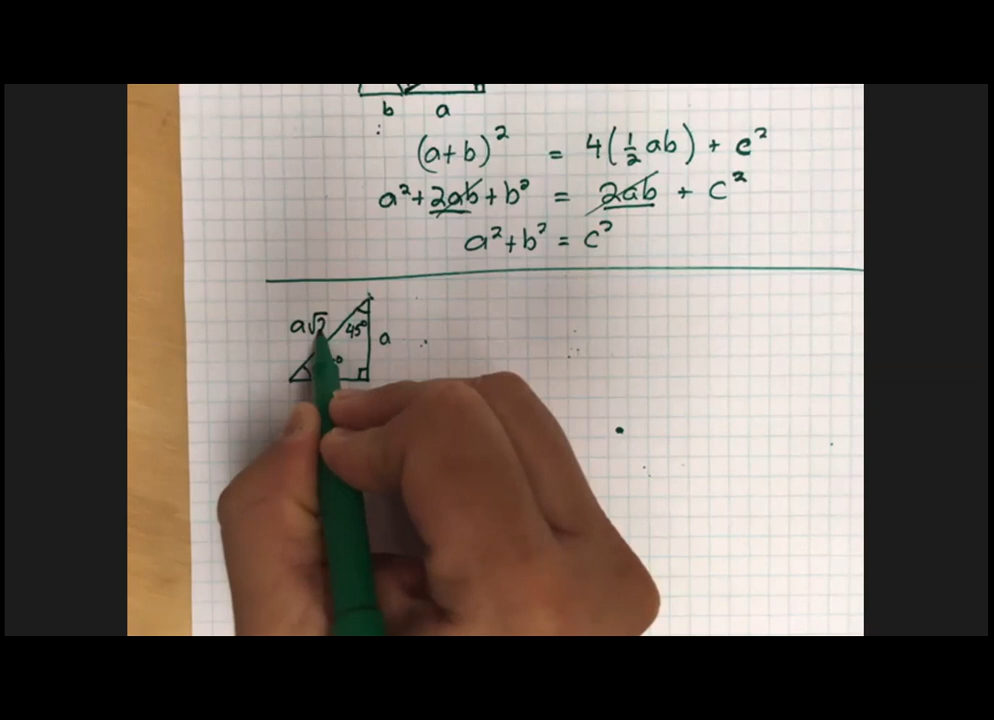 b a
(a+b)² = 4(½ab) + c²
a²+2ab+b² = 2ab + c²
a²+b² = c²
a√2 45° a